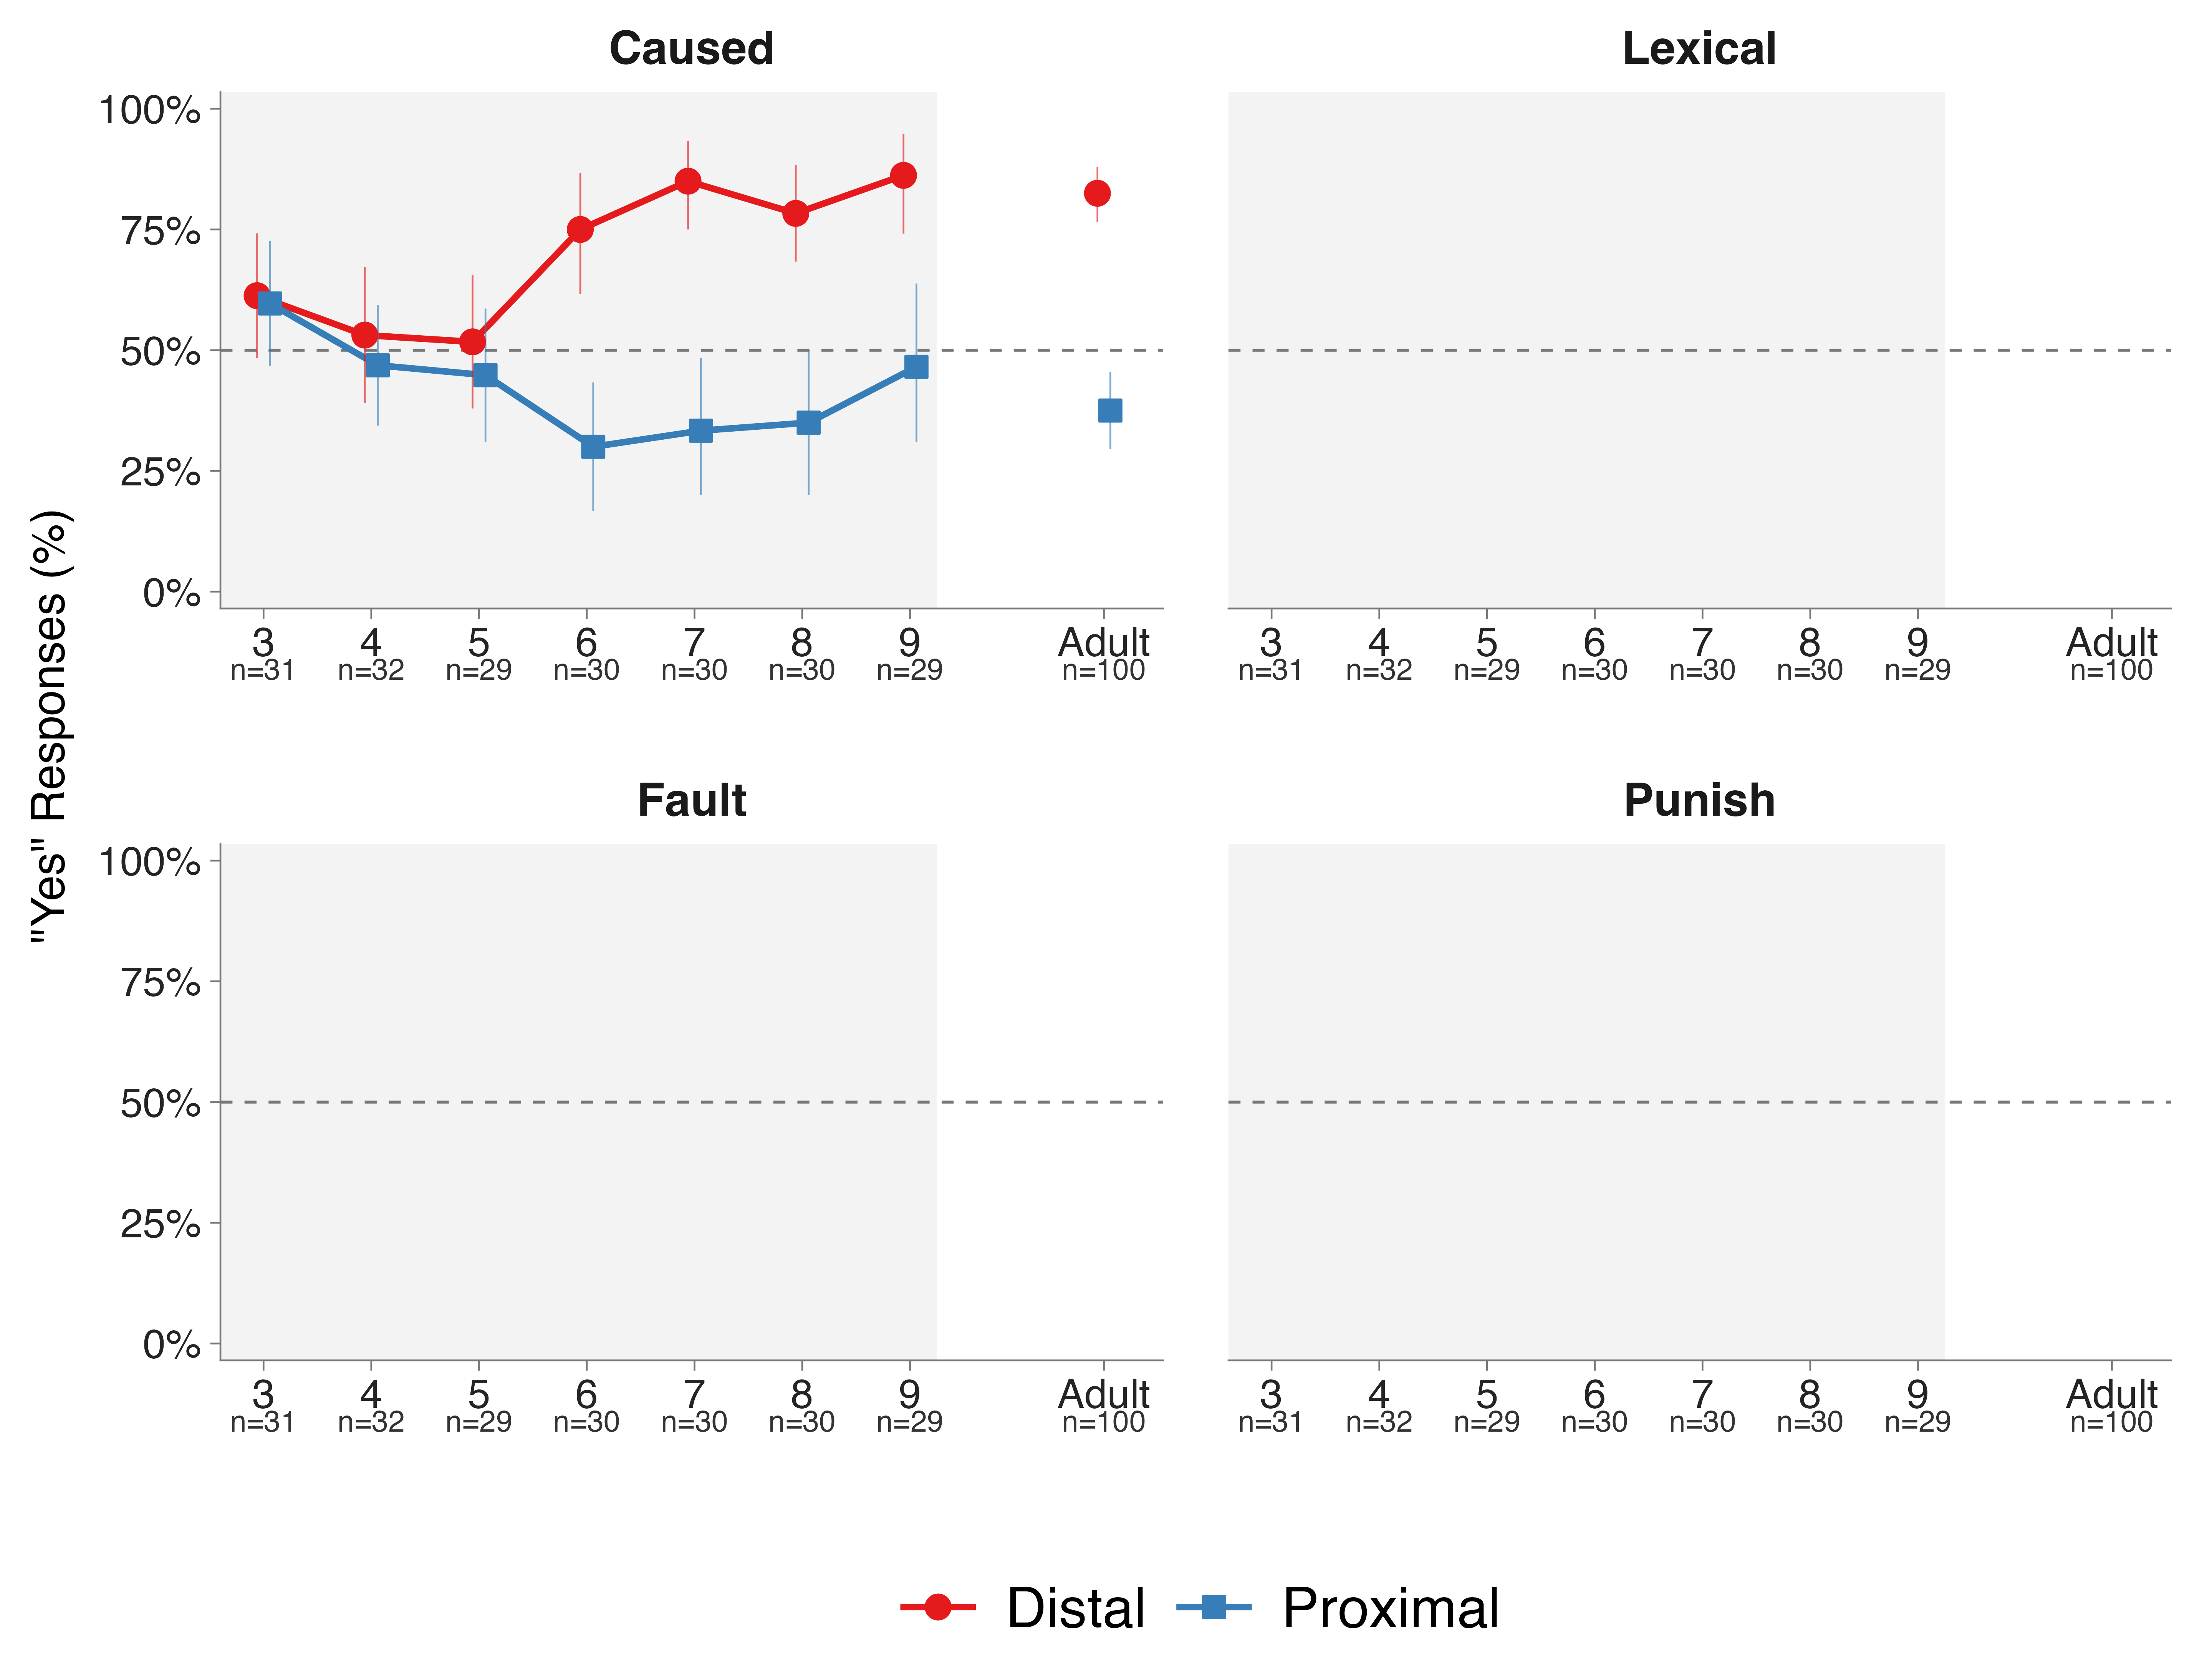 Caused
Lexical
100%
75%
50%
25%
0%
3 4 5 6 7 8 9 Adult
n=31 n=32 n=29 n=30 n=30 n=30 n=29 n=100
3 4 5 6 7 8 9 Adult
n=31 n=32 n=29 n=30 n=30 n=30 n=29 n=100
"Yes" Responses (%)
Fault
Punish
100%
75%
50%
25%
0%
3 4 5 6 7 8 9 Adult
n=31 n=32 n=29 n=30 n=30 n=30 n=29 n=100
3 4 5 6 7 8 9 Adult
n=31 n=32 n=29 n=30 n=30 n=30 n=29 n=100
Distal Proximal